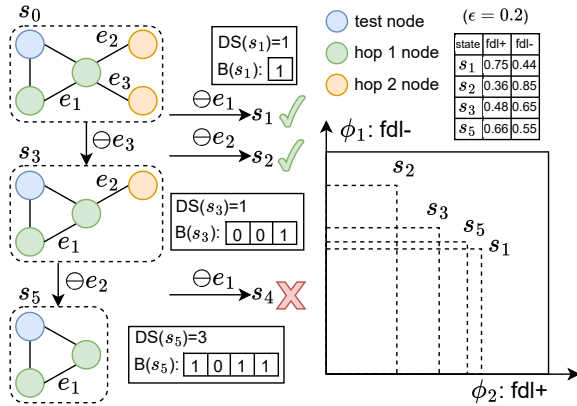 s₀
e₂
e₃
e₁
DS(s₁)=1
B(s₁): 1
⊖e₁
s₁
⊖e₂
s₂
⊖e₃
test node
hop 1 node
hop 2 node
(ϵ = 0.2)
state fdl+ fdl-
s₁ 0.75 0.44
s₂ 0.36 0.85
s₃ 0.48 0.65
s₅ 0.66 0.55
s₃
e₂
e₁
DS(s₃)=1
B(s₃): 0 0 1
⊖e₁
s₄
⊖e₂
s₅
e₁
DS(s₅)=3
B(s₅): 1 0 1 1
ϕ₁: fdl-
s₂
s₃
s₅
s₁
ϕ₂: fdl+